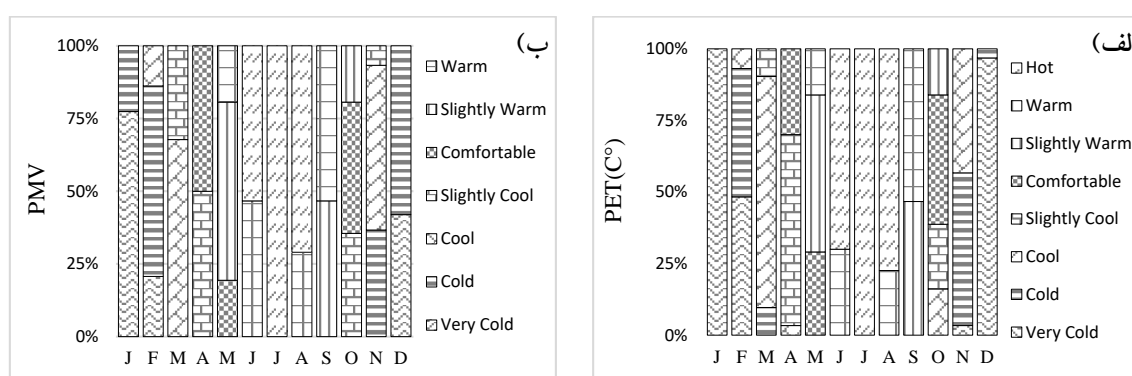 ب)
100%
75%
50%
25%
0%
PMV
J F M A M J J A S O N D
Warm
Slightly Warm
Comfortable
Slightly Cool
Cool
Cold
Very Cold
لف)
100%
75%
50%
25%
0%
PET(C°)
J F M A M J J A S O N D
Hot
Warm
Slightly Warm
Comfortable
Slightly Cool
Cool
Cold
Very Cold